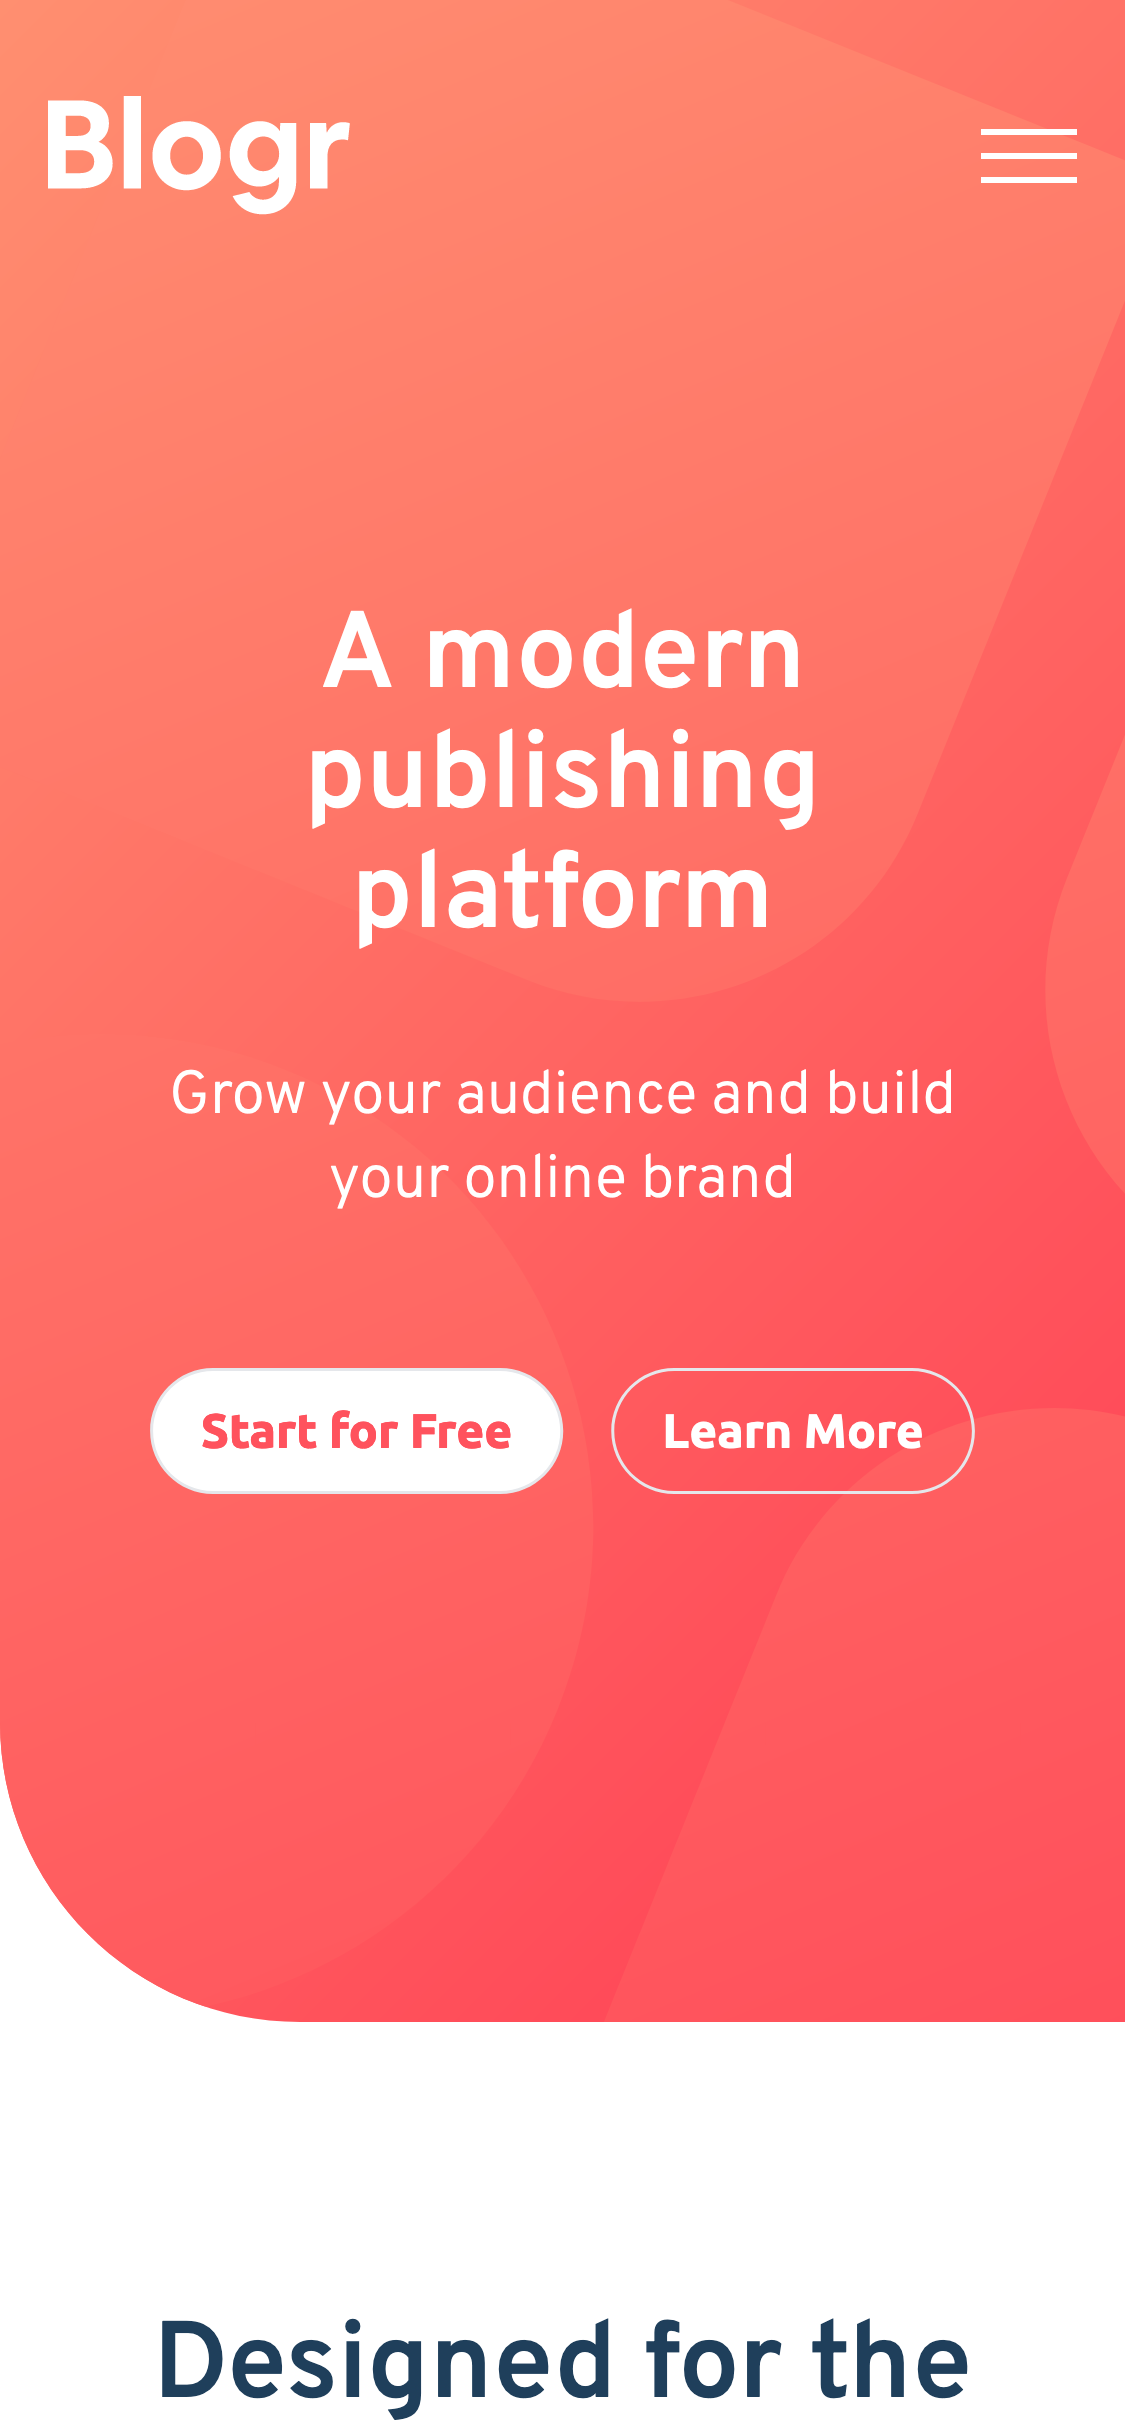 Blogr
A modern
publishing
platform
Grow your audience and build
your online brand
Start for Free
Learn More
Designed for the